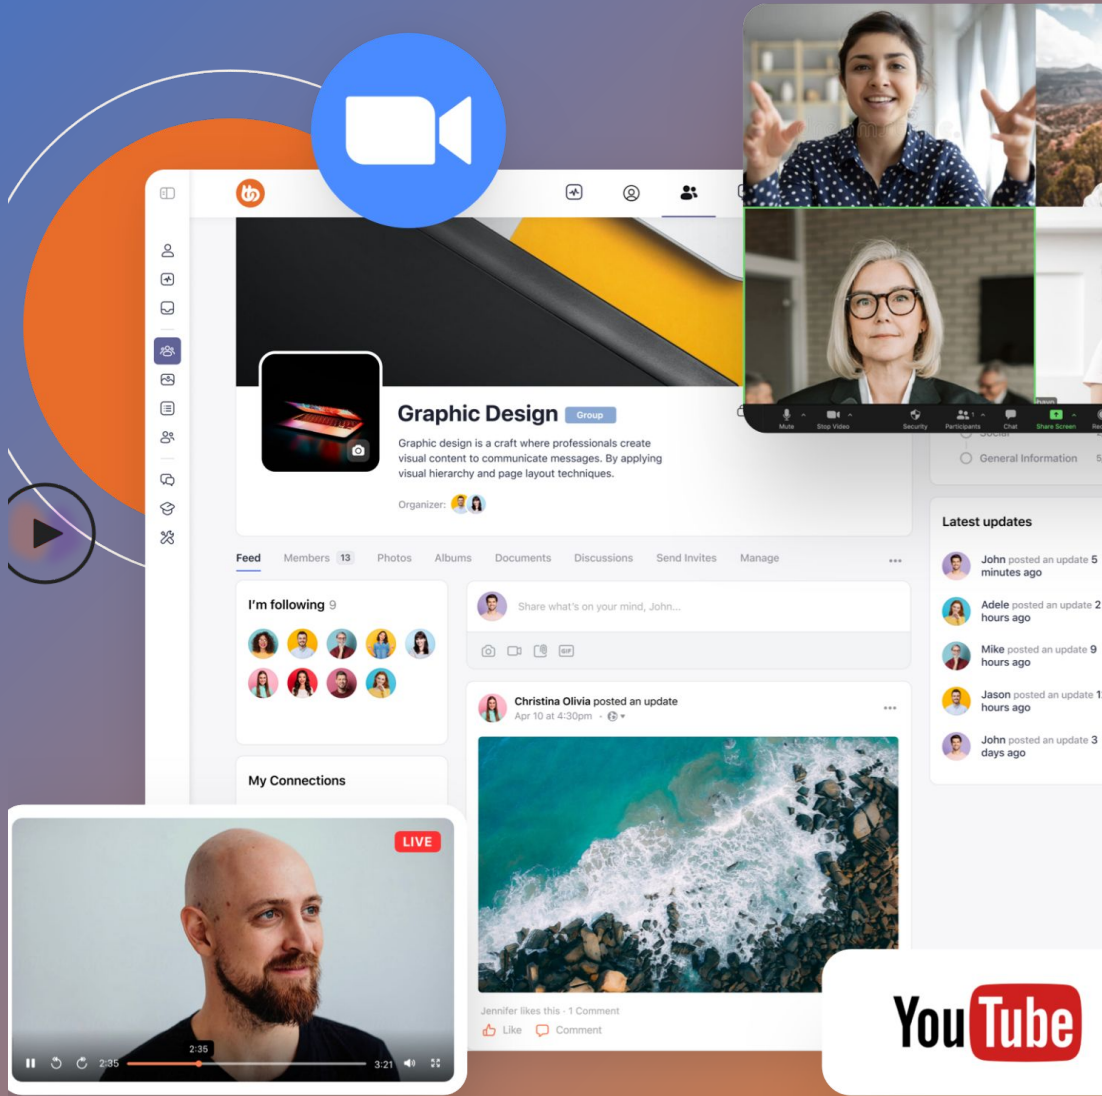 Graphic Design Group
Graphic design is a craft where professionals create
visual content to communicate messages. By applying
visual hierarchy and page layout techniques.
Organizer:
Mute
Stop Video
Security
Participants
1
Chat
Share Screen
Social
General Information
Feed
Members 13
Photos
Albums
Documents
Discussions
Send Invites
Manage
I'm following 9
Share what's on your mind, John...
GIF
Christina Olivia posted an update
Apr 10 at 4:30pm
My Connections
Latest updates
John posted an update 5
minutes ago
Adele posted an update 2
hours ago
Mike posted an update 9
hours ago
Jason posted an update
hours ago
John posted an update 3
days ago
LIVE
2:35
2:35
3:21
Jennifer likes this · 1 Comment
Like
Comment
YouTube